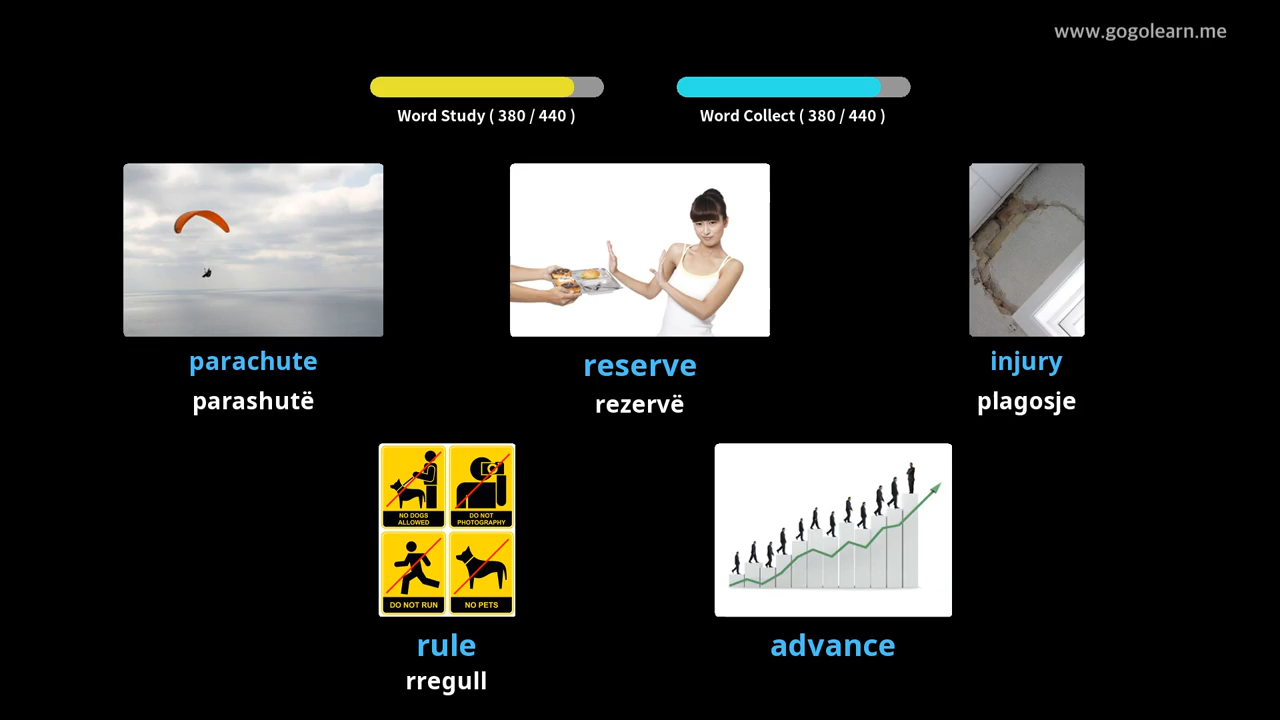 www.gogolearn.me
Word Study ( 380 / 440 )
Word Collect ( 380 / 440 )
parachute
parashutë
reserve
rezervë
injury
plagosje
NO DOGS
ALLOWED
DO NOT
PHOTOGRAPHY
DO NOT RUN
NO PETS
rule
rregull
advance